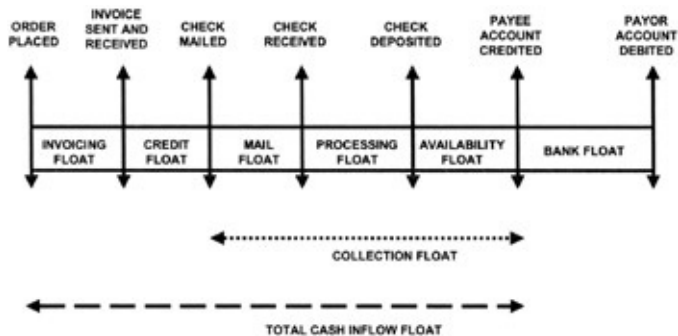 ORDER PLACED
INVOICE SENT AND RECEIVED
CHECK MAILED
CHECK RECEIVED
CHECK DEPOSITED
PAYEE ACCOUNT CREDITED
PAYOR ACCOUNT DEBITED
INVOICING FLOAT
CREDIT FLOAT
MAIL FLOAT
PROCESSING FLOAT
AVAILABILITY FLOAT
BANK FLOAT
COLLECTION FLOAT
TOTAL CASH INFLOW FLOAT